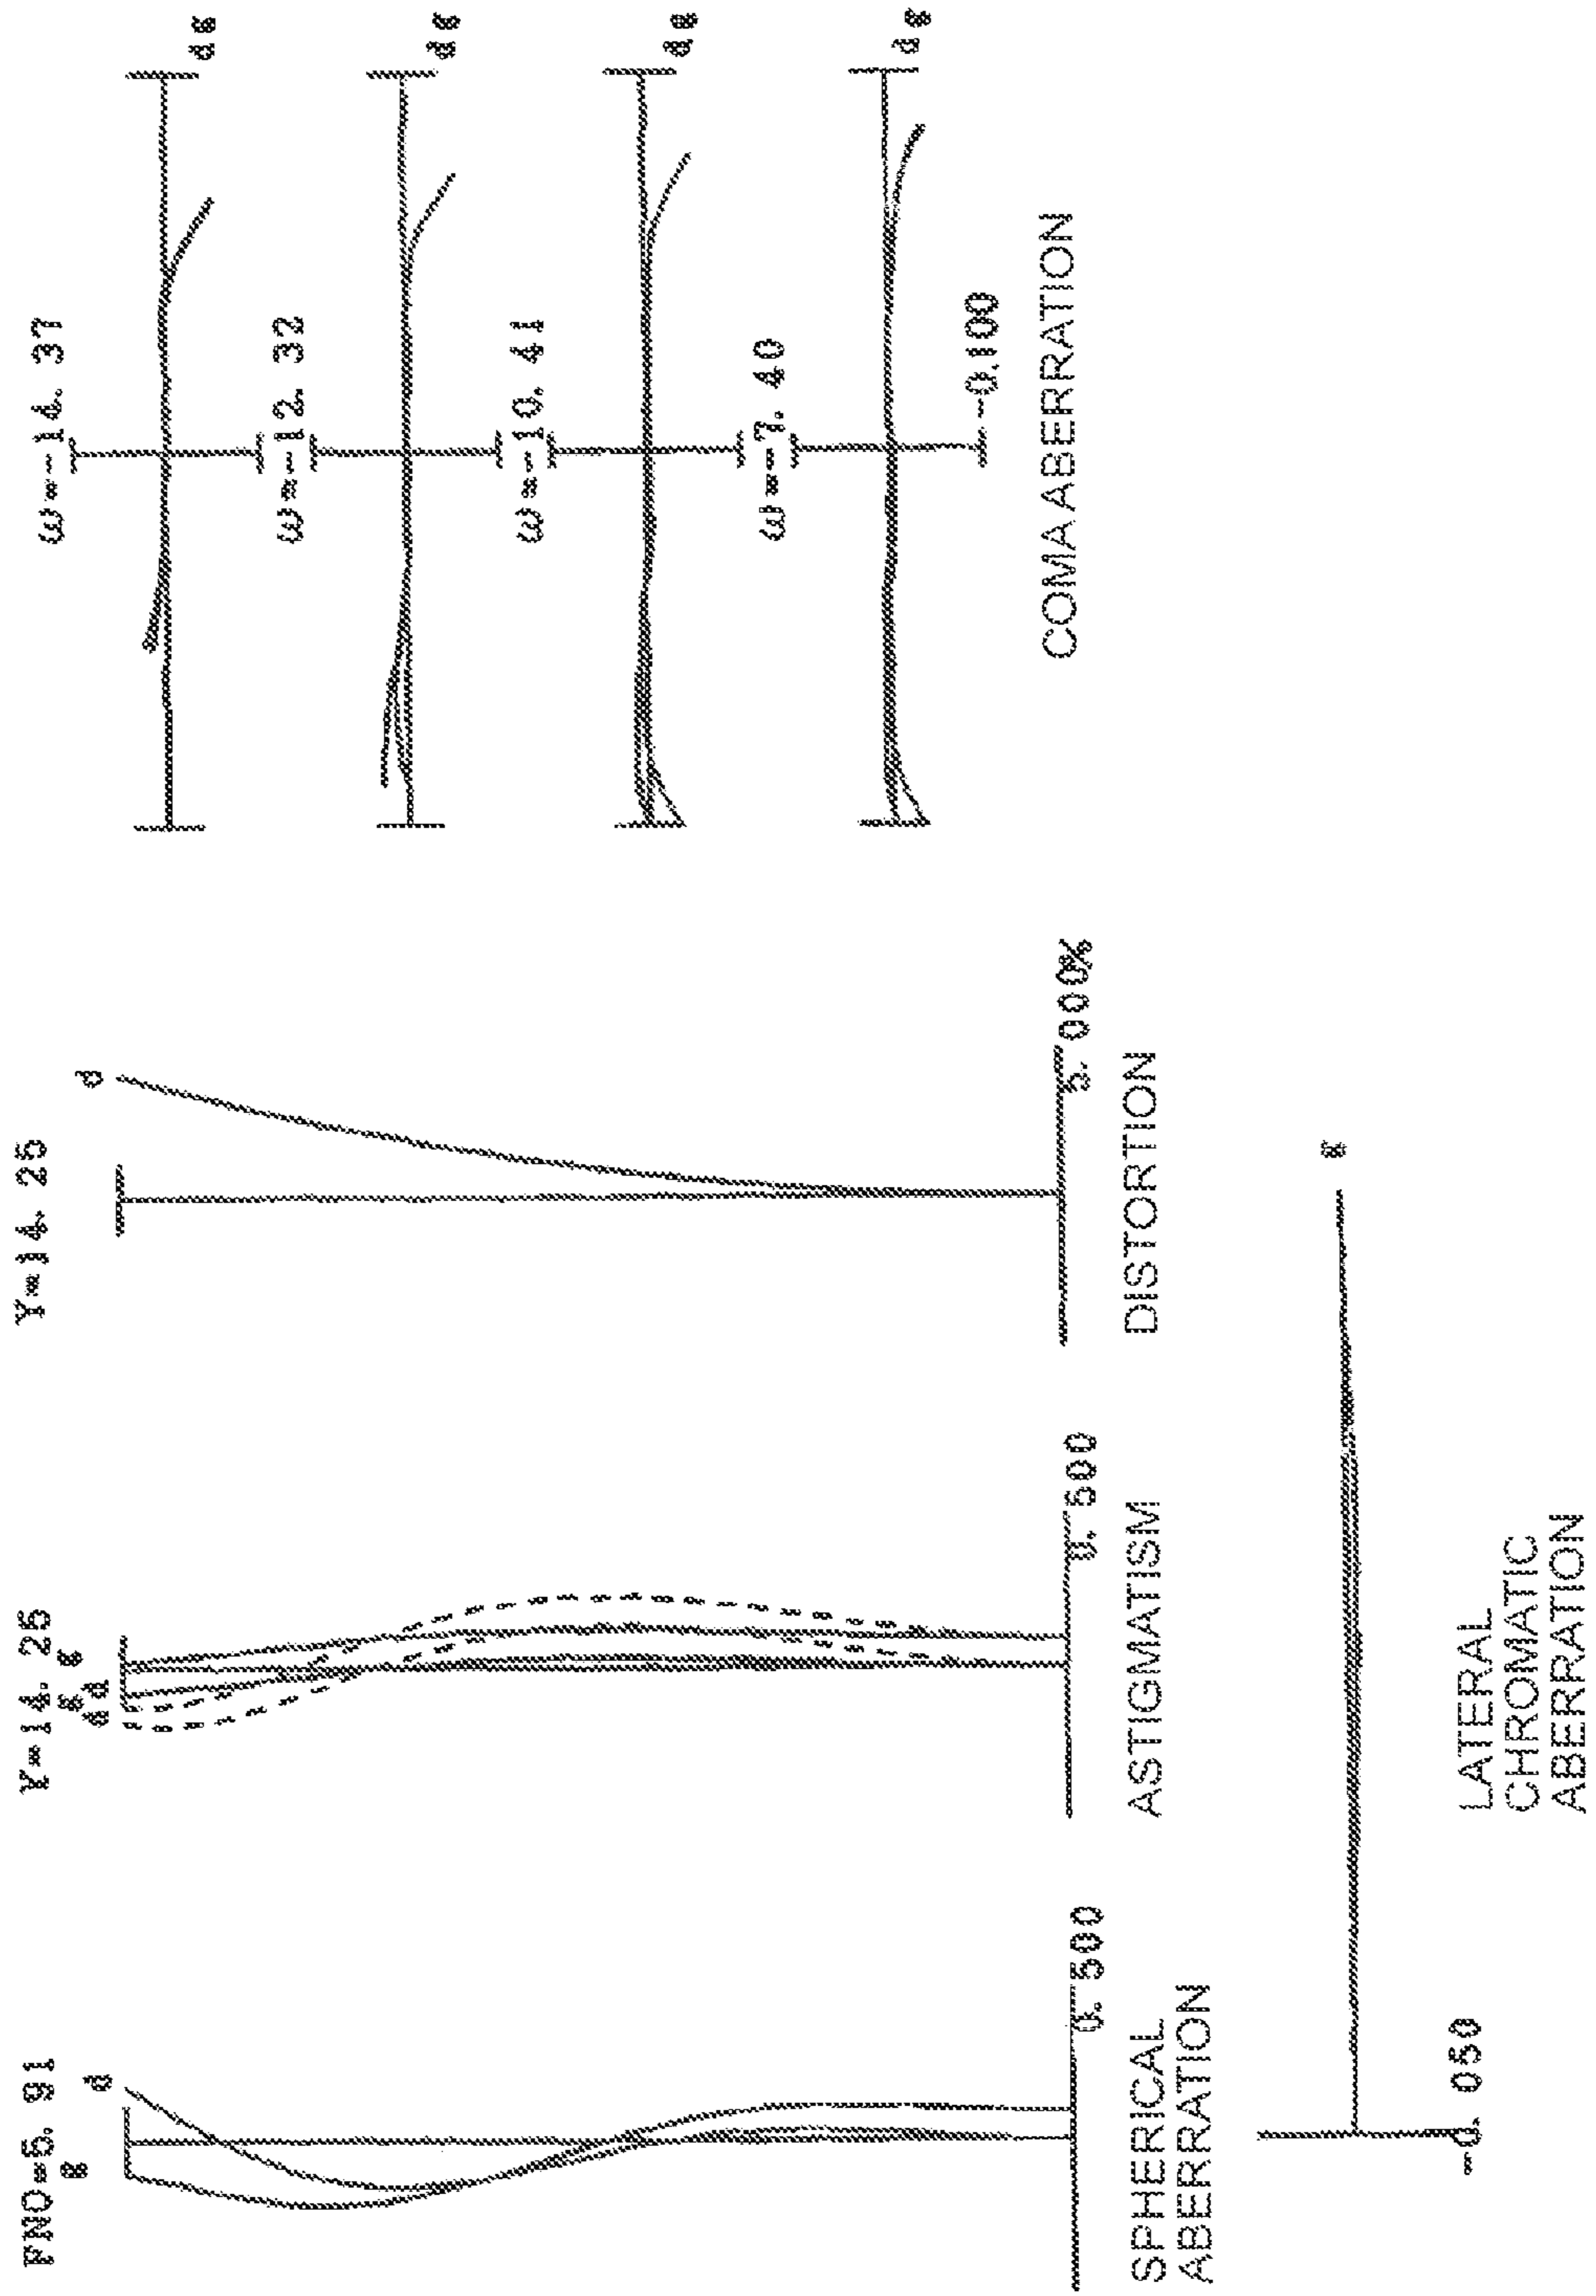 FNO=5. 91
g d
0. 500
SPHERICAL
ABERRATION
Y=14. 25
g g
d d
0. 500
ASTIGMATISM
Y=14. 25
d
5. 000%
DISTORTION
ω=-14. 37
d g
ω=-12. 32
d g
ω=-10. 41
d g
ω=-7. 40
d g
-0.100
COMA ABERRATION
g
-0. 050
LATERAL
CHROMATIC
ABERRATION